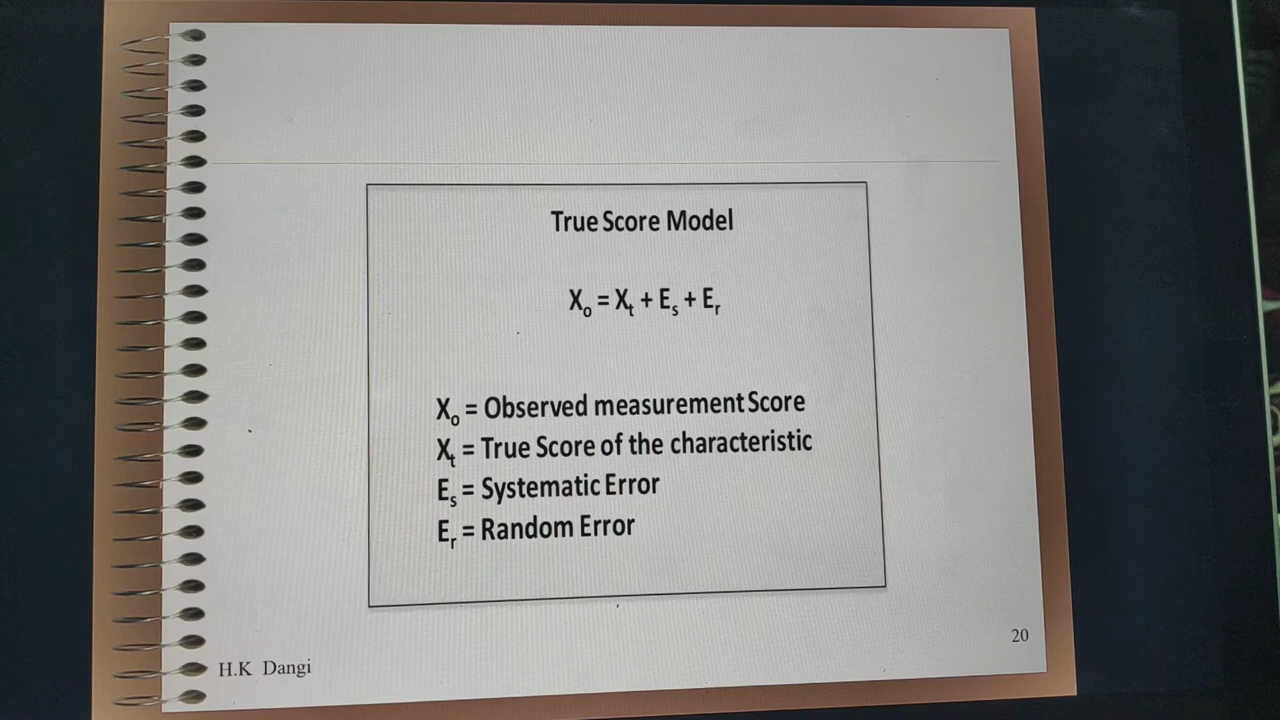 True Score Model
Xₒ = Xₜ + Eₛ + Eᵣ
Xₒ = Observed measurement Score
Xₜ = True Score of the characteristic
Eₛ = Systematic Error
Eᵣ = Random Error
20
H.K Dangi